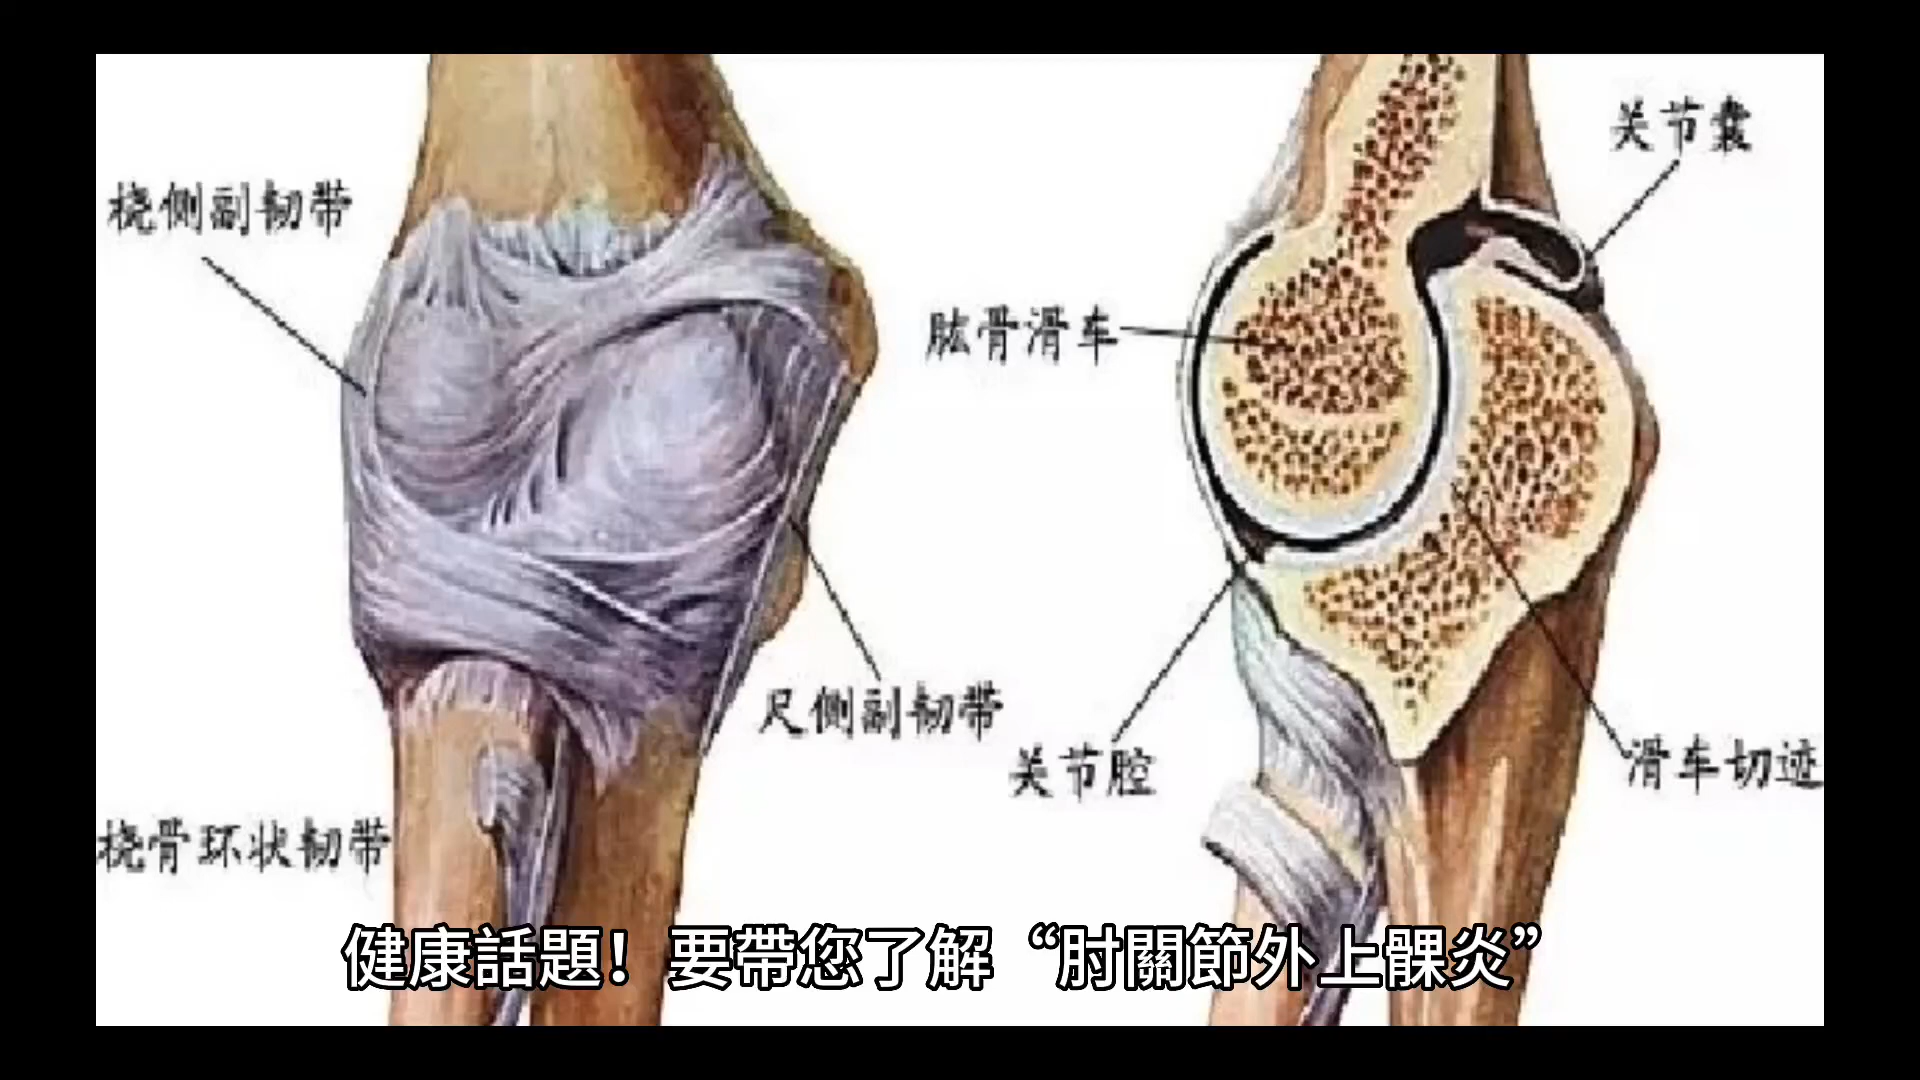 关节囊
桡侧副韧带
肱骨滑车
尺侧副韧带
关节腔
滑车切迹
桡骨环状韧带
健康話題！要帶您了解“肘關節外上髁炎”